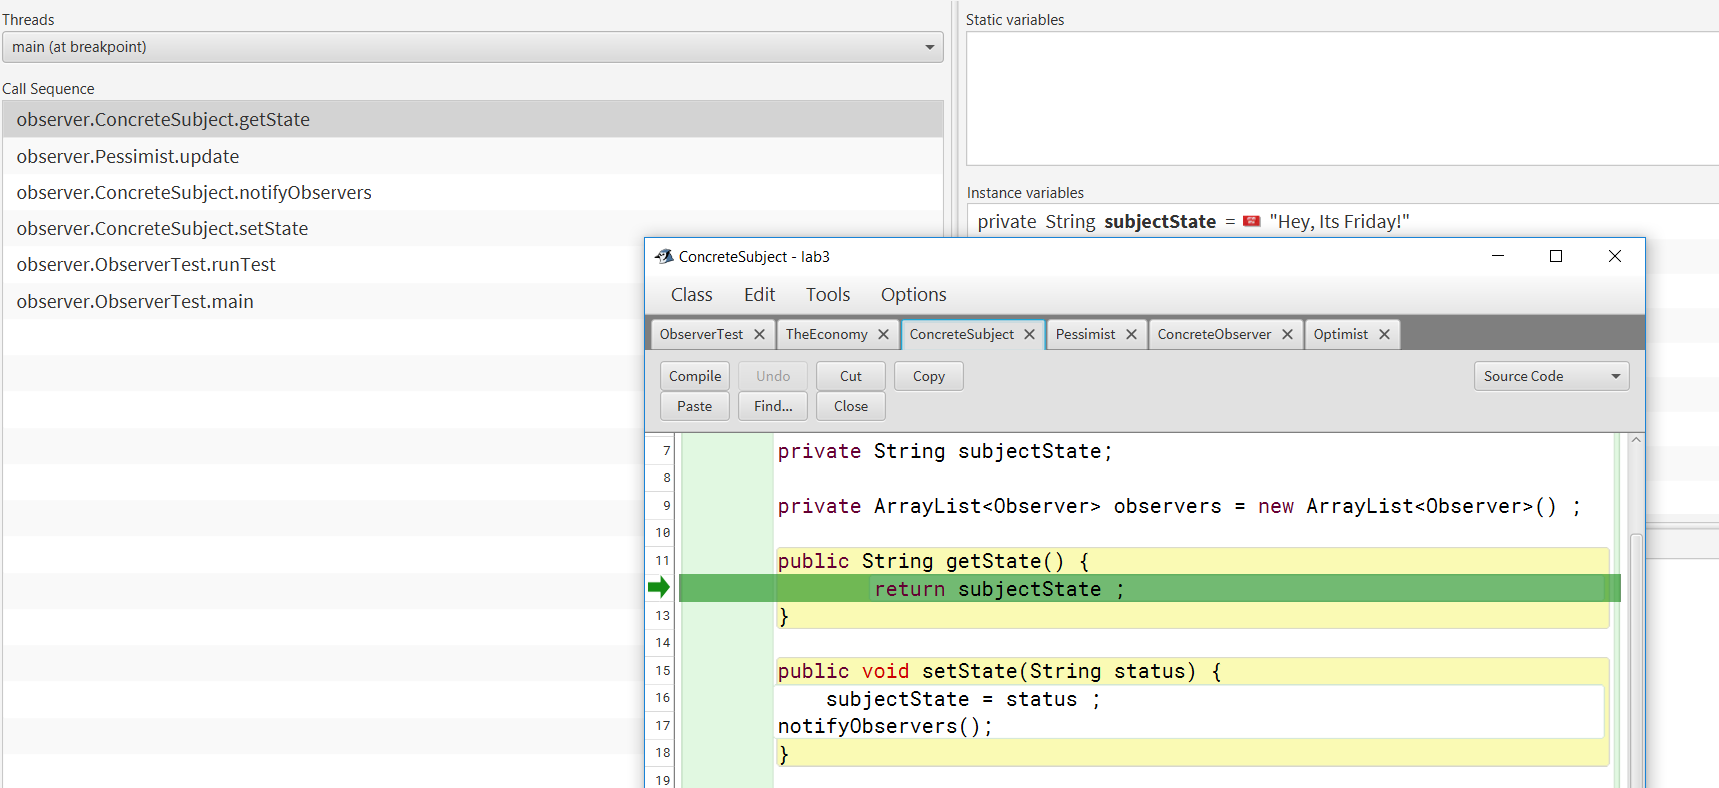 Threads
main (at breakpoint)
Call Sequence
observer.ConcreteSubject.getState
observer.Pessimist.update
observer.ConcreteSubject.notifyObservers
observer.ConcreteSubject.setState
observer.ObserverTest.runTest
observer.ObserverTest.main
Static variables
Instance variables
private String subjectState = "Hey, Its Friday!"
ConcreteSubject - lab3
Class Edit Tools Options
ObserverTest TheEconomy ConcreteSubject Pessimist ConcreteObserver Optimist
Compile Undo Cut Copy Source Code
Paste Find... Close
7 private String subjectState;
8
9 private ArrayList<Observer> observers = new ArrayList<Observer>() ;
10
11 public String getState() {
return subjectState ;
13 }
14
15 public void setState(String status) {
16 subjectState = status ;
17 notifyObservers();
18 }
19